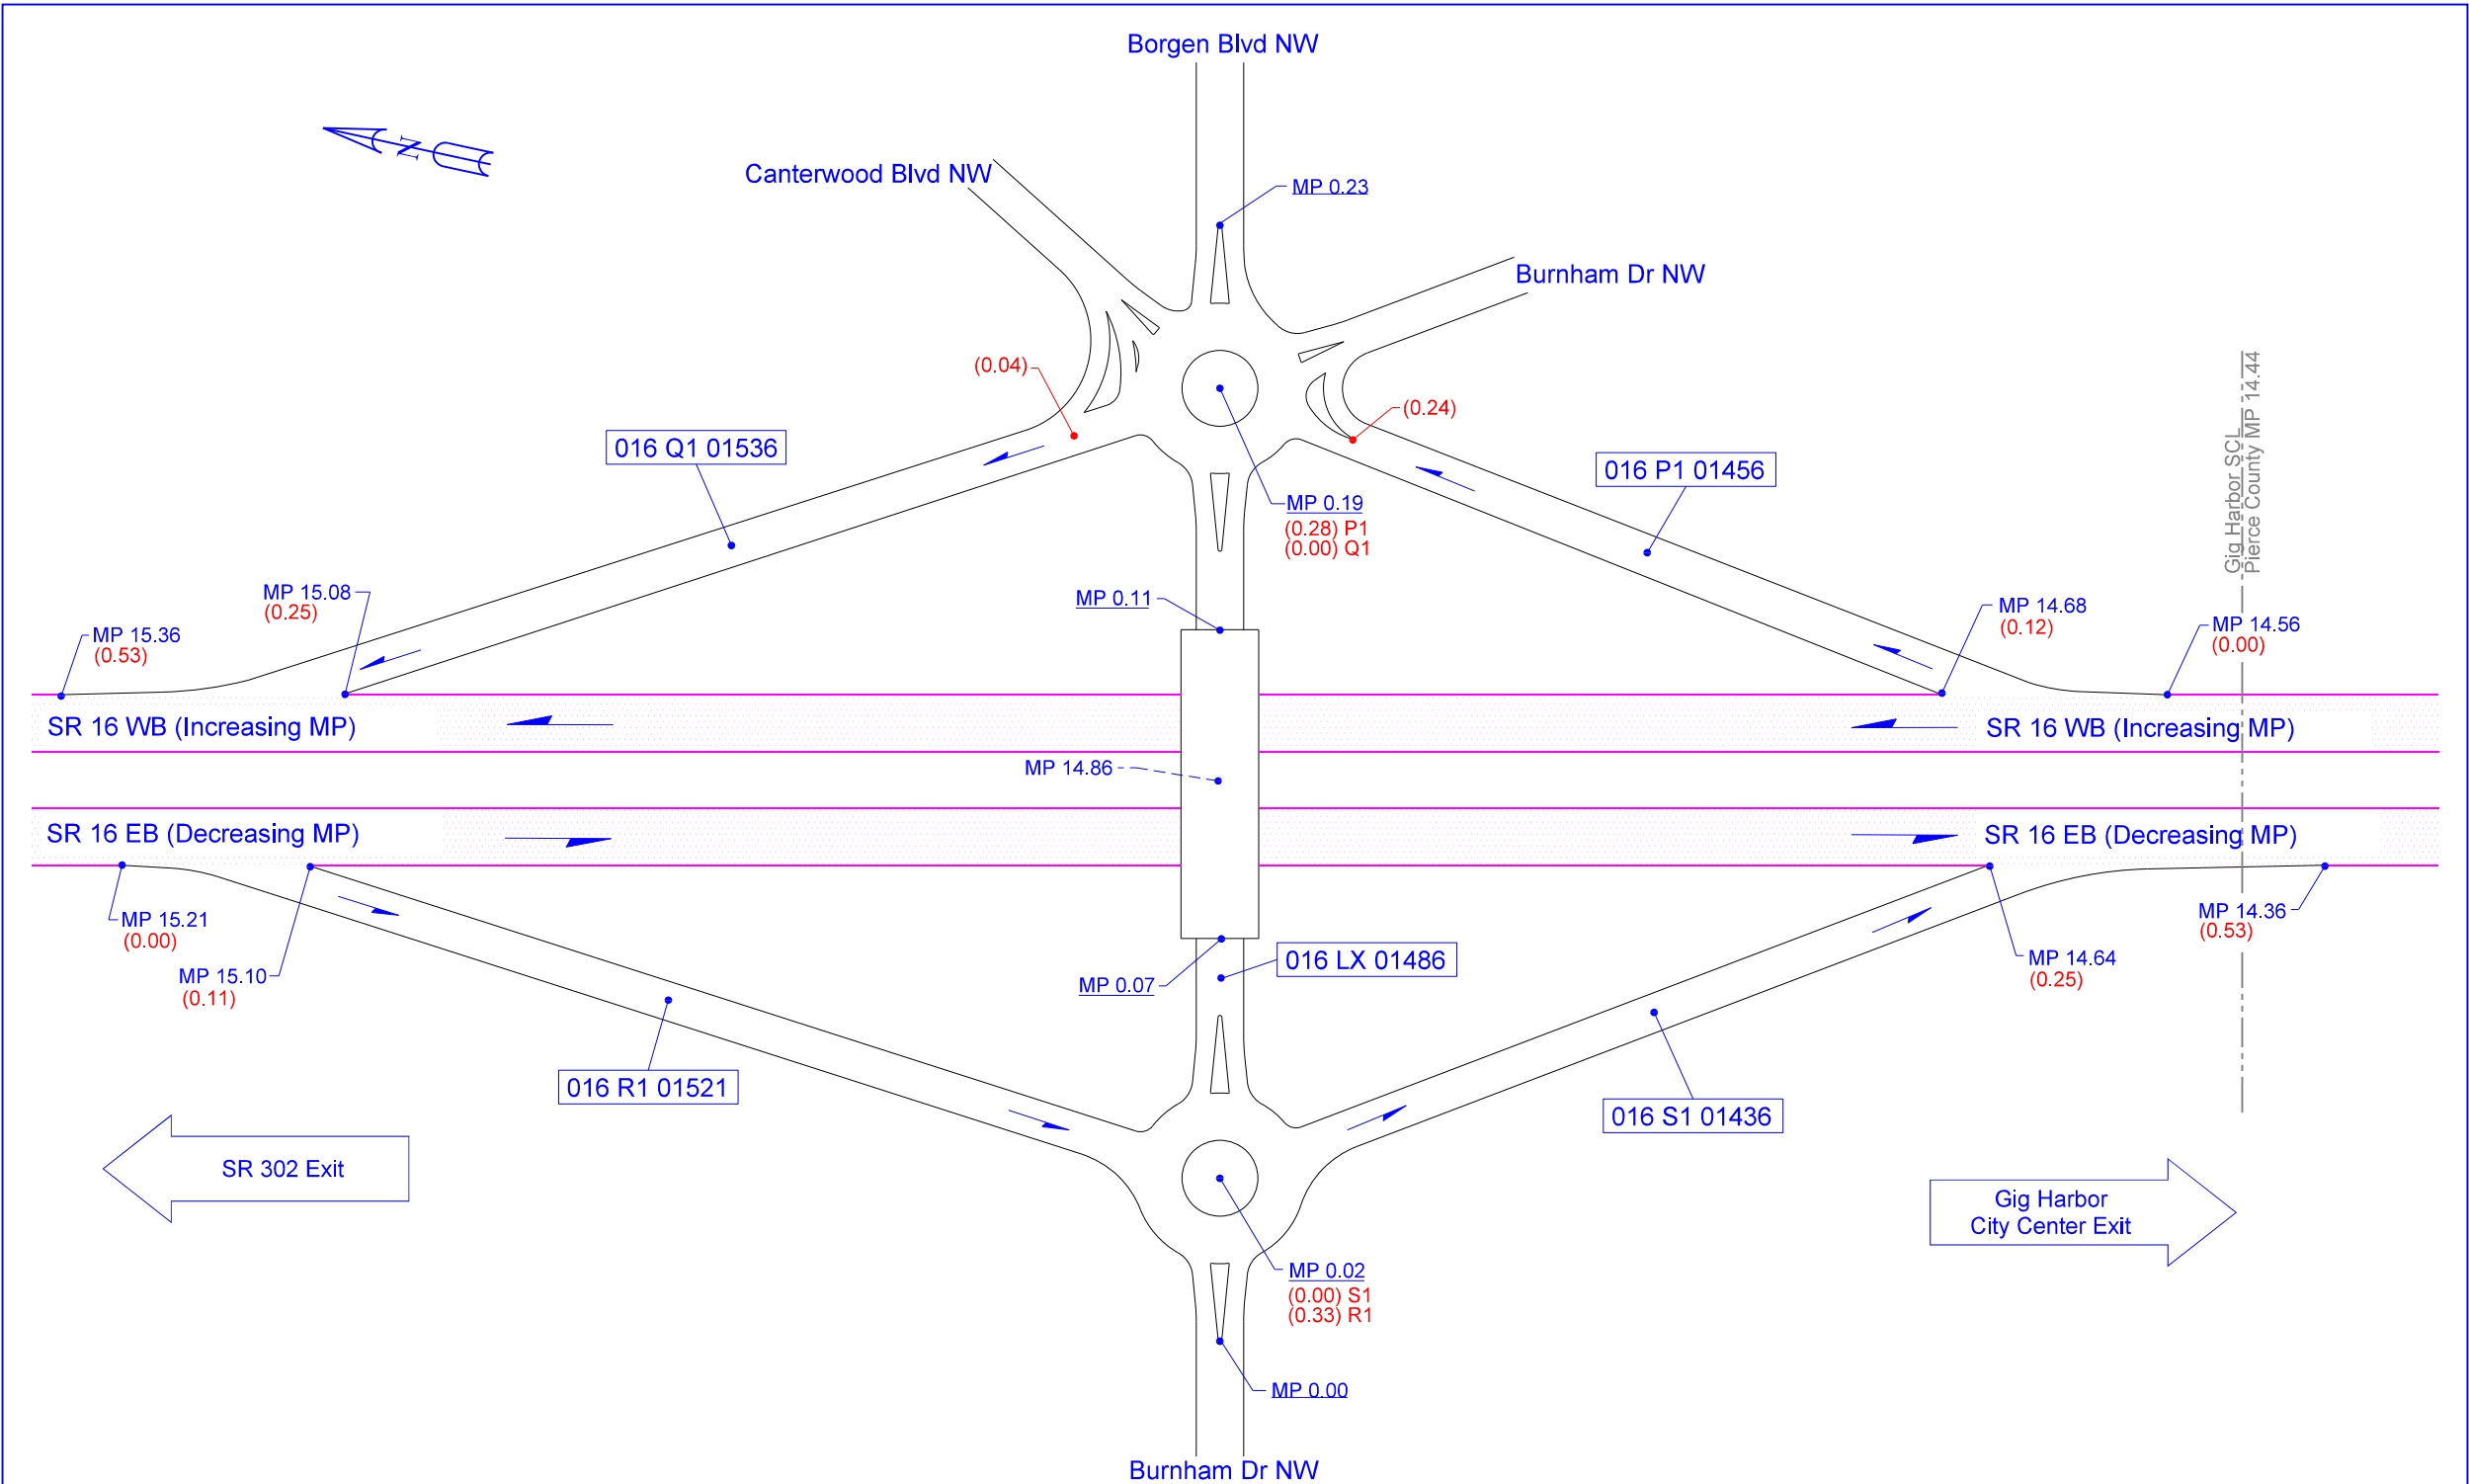 Borgen Blvd NW
N
Canterwood Blvd NW
MP 0.23
Burnham Dr NW
(0.04)
(0.24)
Gig Harbor SCL
Pierce County MP 14.44
016 Q1 01536
016 P1 01456
MP 0.19
(0.28) P1
(0.00) Q1
MP 15.08
(0.25)
MP 0.11
MP 14.68
(0.12)
MP 15.36
(0.53)
MP 14.56
(0.00)
SR 16 WB (Increasing MP)
SR 16 WB (Increasing MP)
MP 14.86
SR 16 EB (Decreasing MP)
SR 16 EB (Decreasing MP)
MP 15.21
(0.00)
MP 14.36
(0.53)
016 LX 01486
MP 15.10
(0.11)
MP 0.07
MP 14.64
(0.25)
016 R1 01521
016 S1 01436
SR 302 Exit
Gig Harbor
City Center Exit
MP 0.02
(0.00) S1
(0.33) R1
MP 0.00
Burnham Dr NW